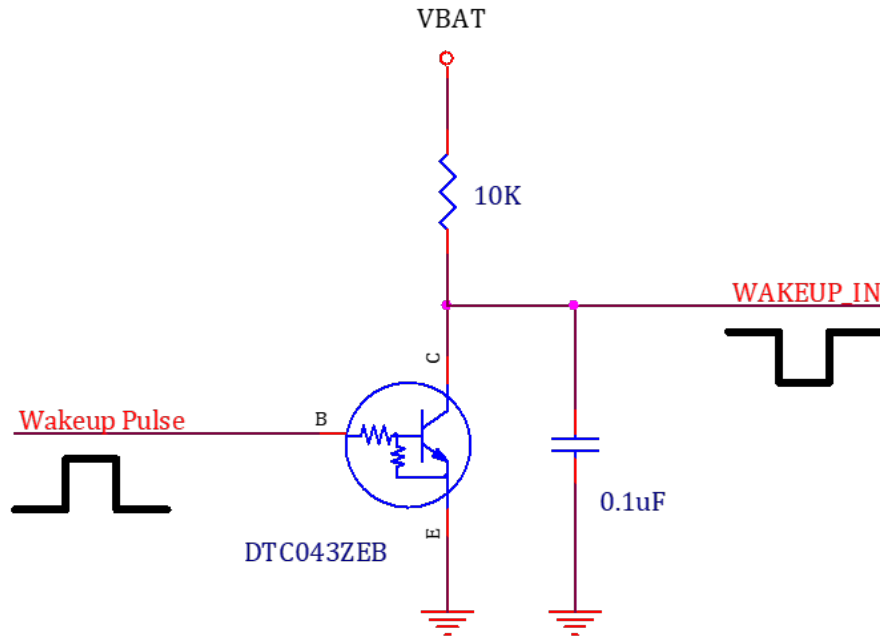 VBAT
10K
WAKEUP_IN
C
Wakeup Pulse
B
0.1uF
E
DTC043ZEB